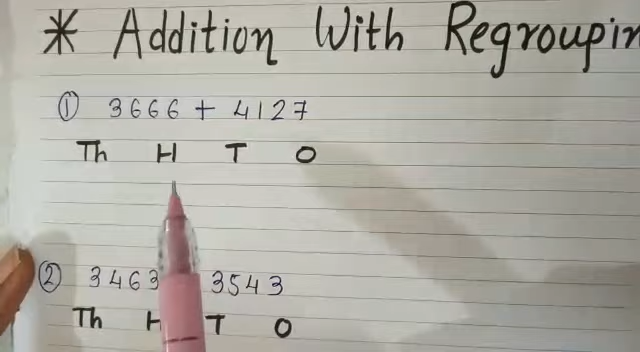 * Addition With Regroupin
① 3666 + 4127
Th H T O
② 3463 3543
Th H T O